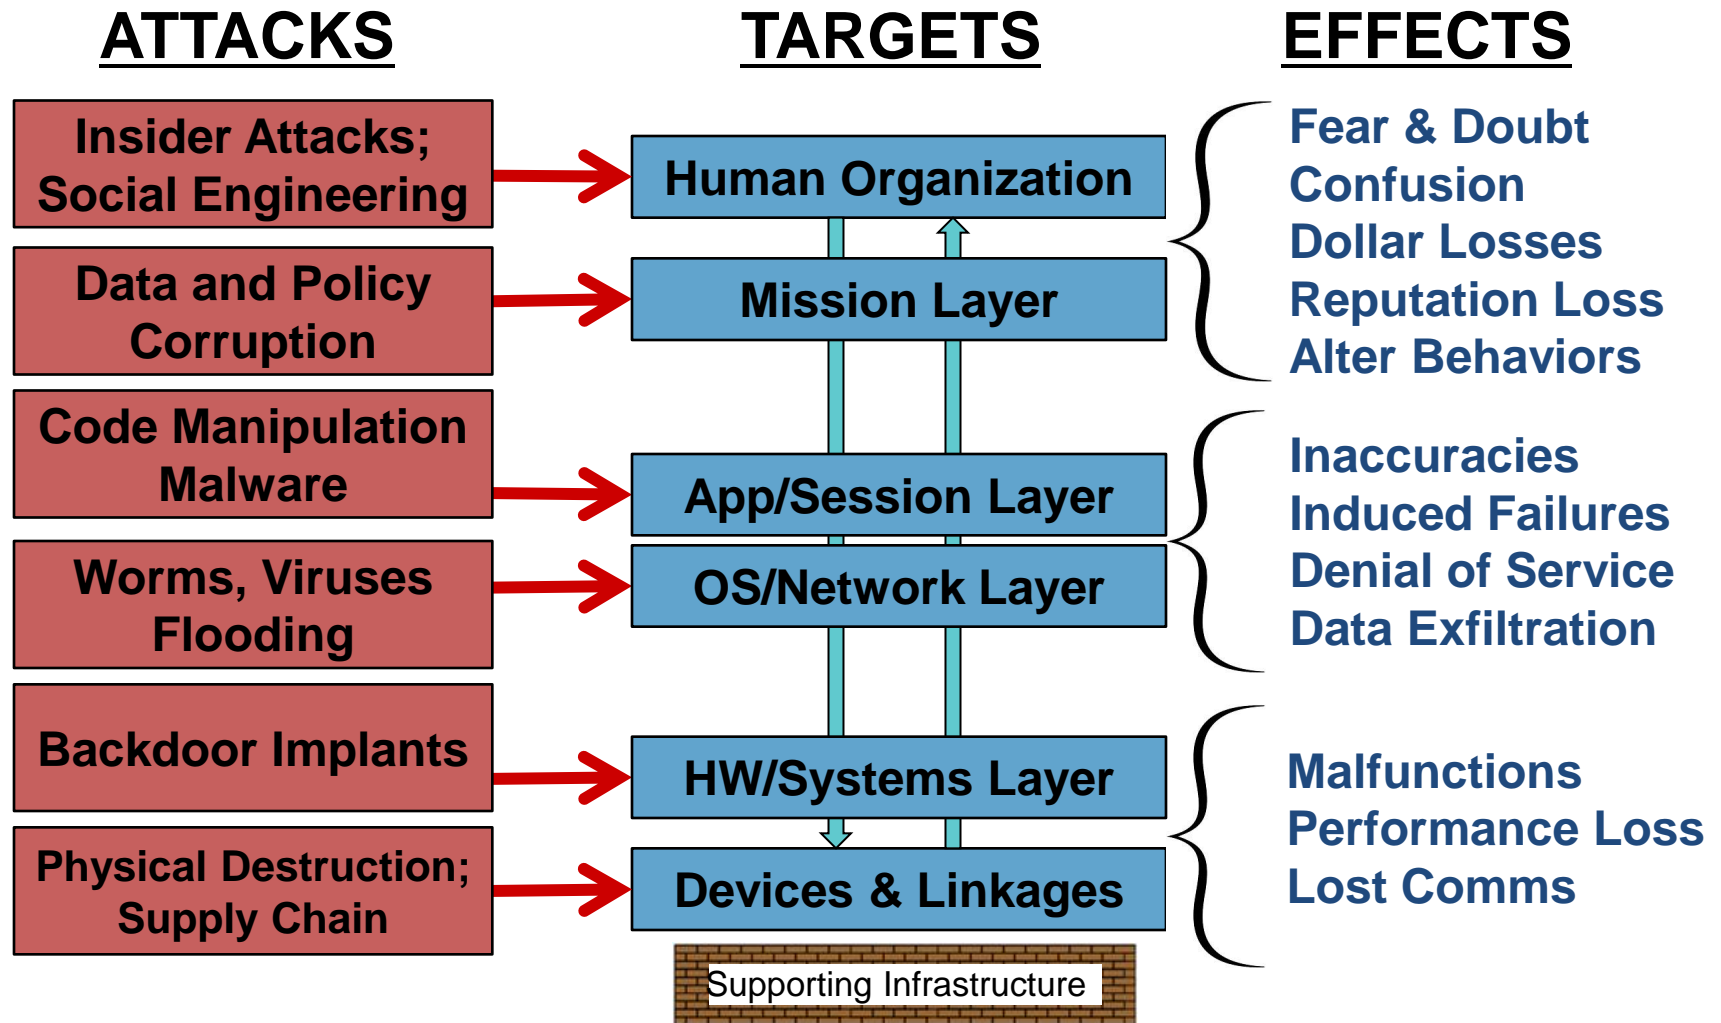 ATTACKS
TARGETS
EFFECTS
Insider Attacks;
Social Engineering
Data and Policy
Corruption
Code Manipulation
Malware
Worms, Viruses
Flooding
Backdoor Implants
Physical Destruction;
Supply Chain
Human Organization
Mission Layer
App/Session Layer
OS/Network Layer
HW/Systems Layer
Devices & Linkages
Supporting Infrastructure
Fear & Doubt
Confusion
Dollar Losses
Reputation Loss
Alter Behaviors
Inaccuracies
Induced Failures
Denial of Service
Data Exfiltration
Malfunctions
Performance Loss
Lost Comms